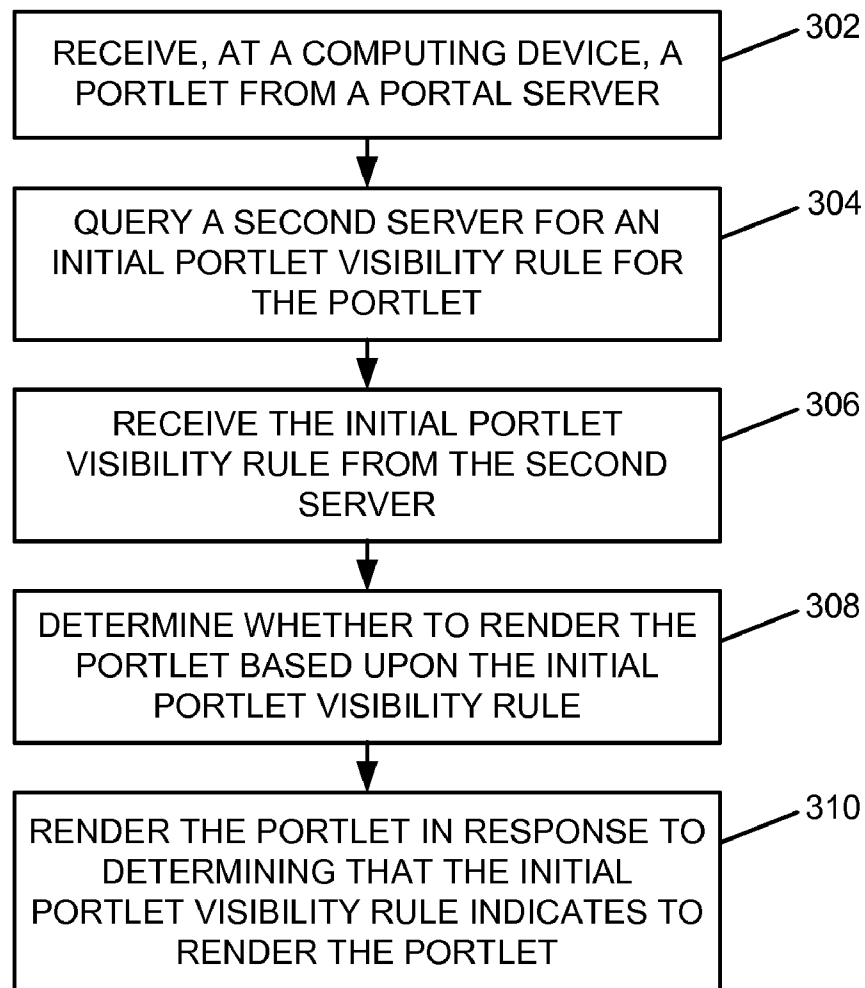 RECEIVE, AT A COMPUTING DEVICE, A
PORTLET FROM A PORTAL SERVER
302
QUERY A SECOND SERVER FOR AN
INITIAL PORTLET VISIBILITY RULE FOR
THE PORTLET
304
RECEIVE THE INITIAL PORTLET
VISIBILITY RULE FROM THE SECOND
SERVER
306
DETERMINE WHETHER TO RENDER THE
PORTLET BASED UPON THE INITIAL
PORTLET VISIBILITY RULE
308
RENDER THE PORTLET IN RESPONSE TO
DETERMINING THAT THE INITIAL
PORTLET VISIBILITY RULE INDICATES TO
RENDER THE PORTLET
310